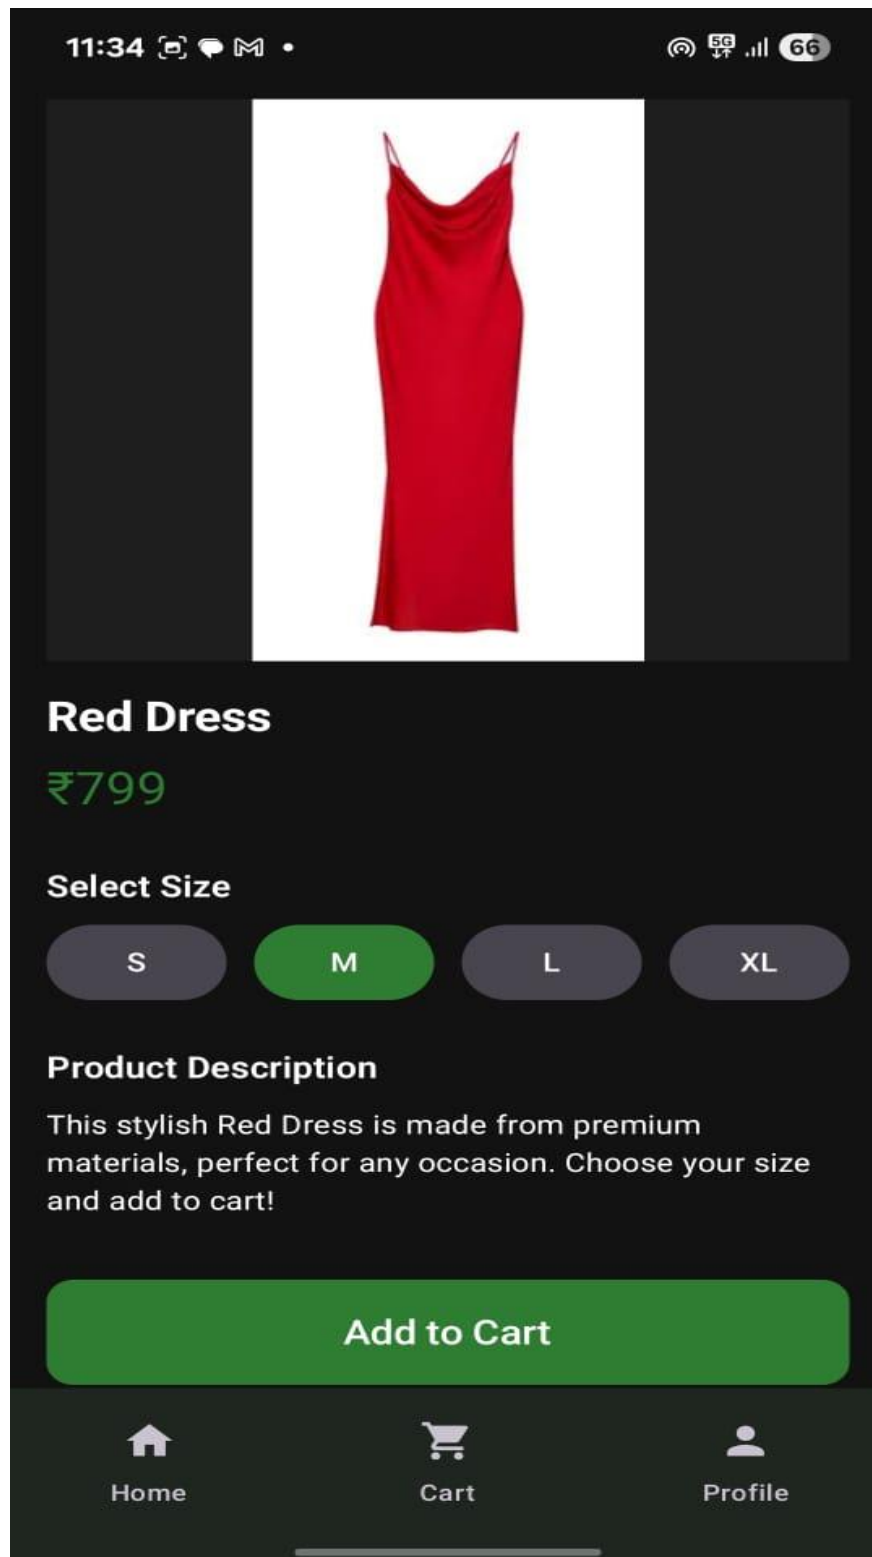 11:34
5G
66
Red Dress
₹799
Select Size
S M L XL
Product Description
This stylish Red Dress is made from premium
materials, perfect for any occasion. Choose your size
and add to cart!
Add to Cart
Home Cart Profile